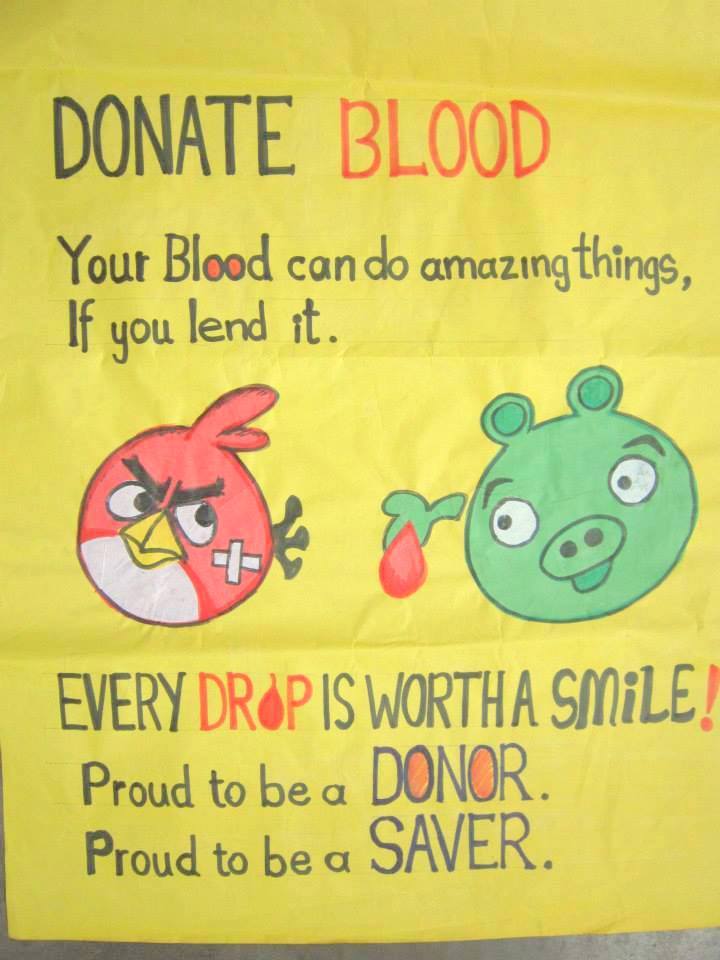 DONATE BLOOD
Your Blood can do amazing things,
If you lend it.
EVERY DROP IS WORTH A SMiLE!
Proud to be a DONOR.
Proud to be a SAVER.